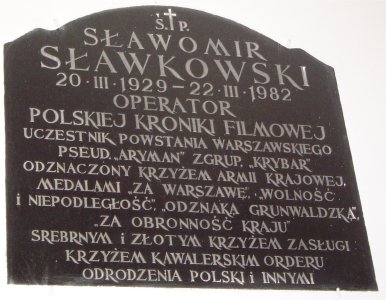 Ś.†P.
SŁAWOMIR
SŁAWKOWSKI
20·III·1929–22·III·1982
OPERATOR
POLSKIEJ KRONIKI FILMOWEJ
UCZESTNIK POWSTANIA WARSZAWSKIEGO
PSEUD. „ARYMAN” ZGRUP. „KRYBAR”
ODZNACZONY KRZYŻEM ARMII KRAJOWEJ,
MEDALAMI „ZA WARSZAWĘ”, „WOLNOŚĆ
I NIEPODLEGŁOŚĆ”, „ODZNAKĄ GRUNWALDZKĄ”,
„ZA OBRONNOŚĆ KRAJU”
SREBRNYM I ZŁOTYM KRZYŻEM ZASŁUGI
KRZYŻEM KAWALERSKIM ORDERU
ODRODZENIA POLSKI I INNYMI